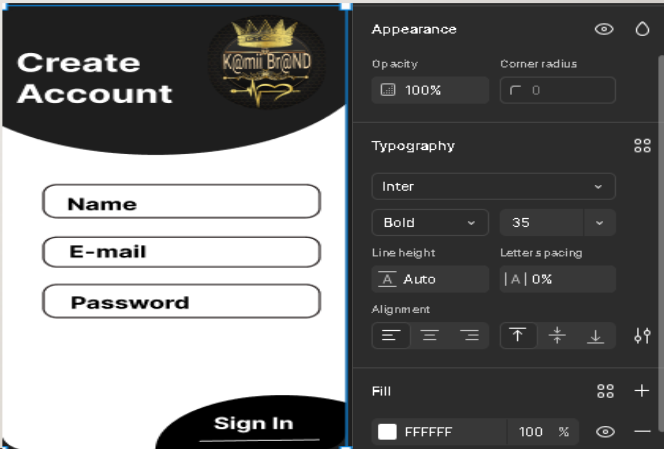 Create
Account
K@mii Br@ND
Name
E-mail
Password
Sign In
Appearance
Opacity
Corner radius
100%
0
Typography
Inter
Bold
35
Line height
Letter spacing
A Auto
|A| 0%
Alignment
Fill
FFFFFF
100 %